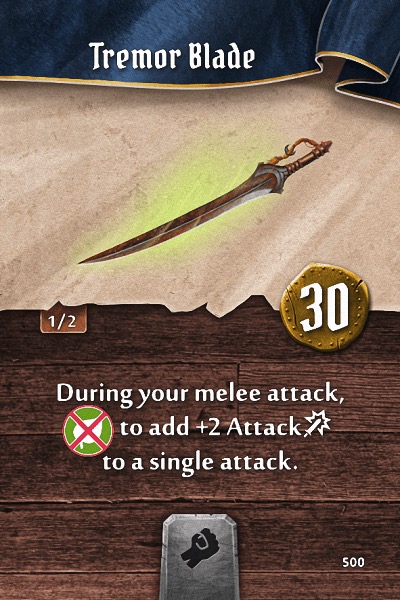 Tremor Blade
30
1/2
During your melee attack,
to add +2 Attack
to a single attack.
500